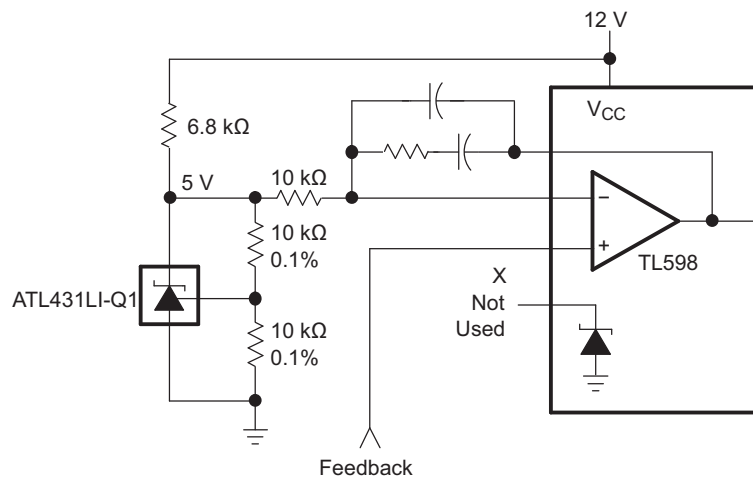 12 V
V_CC
6.8 kΩ
5 V
10 kΩ
10 kΩ
0.1%
−
+
TL598
ATL431LI-Q1
X
Not
Used
10 kΩ
0.1%
Feedback